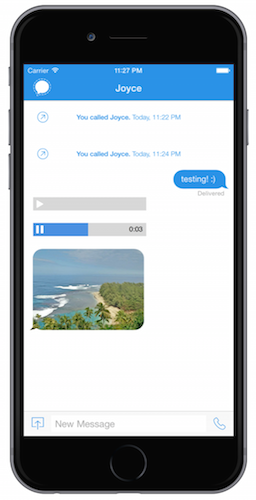 Carrier 11:27 PM
Joyce
You called Joyce. Today, 11:22 PM
You called Joyce. Today, 11:24 PM
testing! :)
Delivered
0:03
New Message